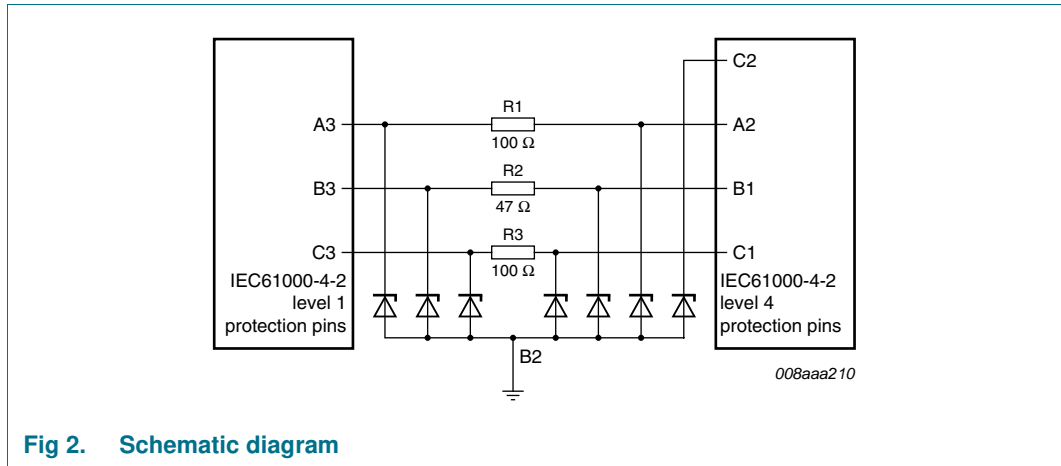 C2
R1
A3
A2
100 Ω
R2
B3
B1
47 Ω
R3
C3
C1
100 Ω
IEC61000-4-2
level 1
protection pins
IEC61000-4-2
level 4
protection pins
B2
008aaa210
Fig 2. Schematic diagram